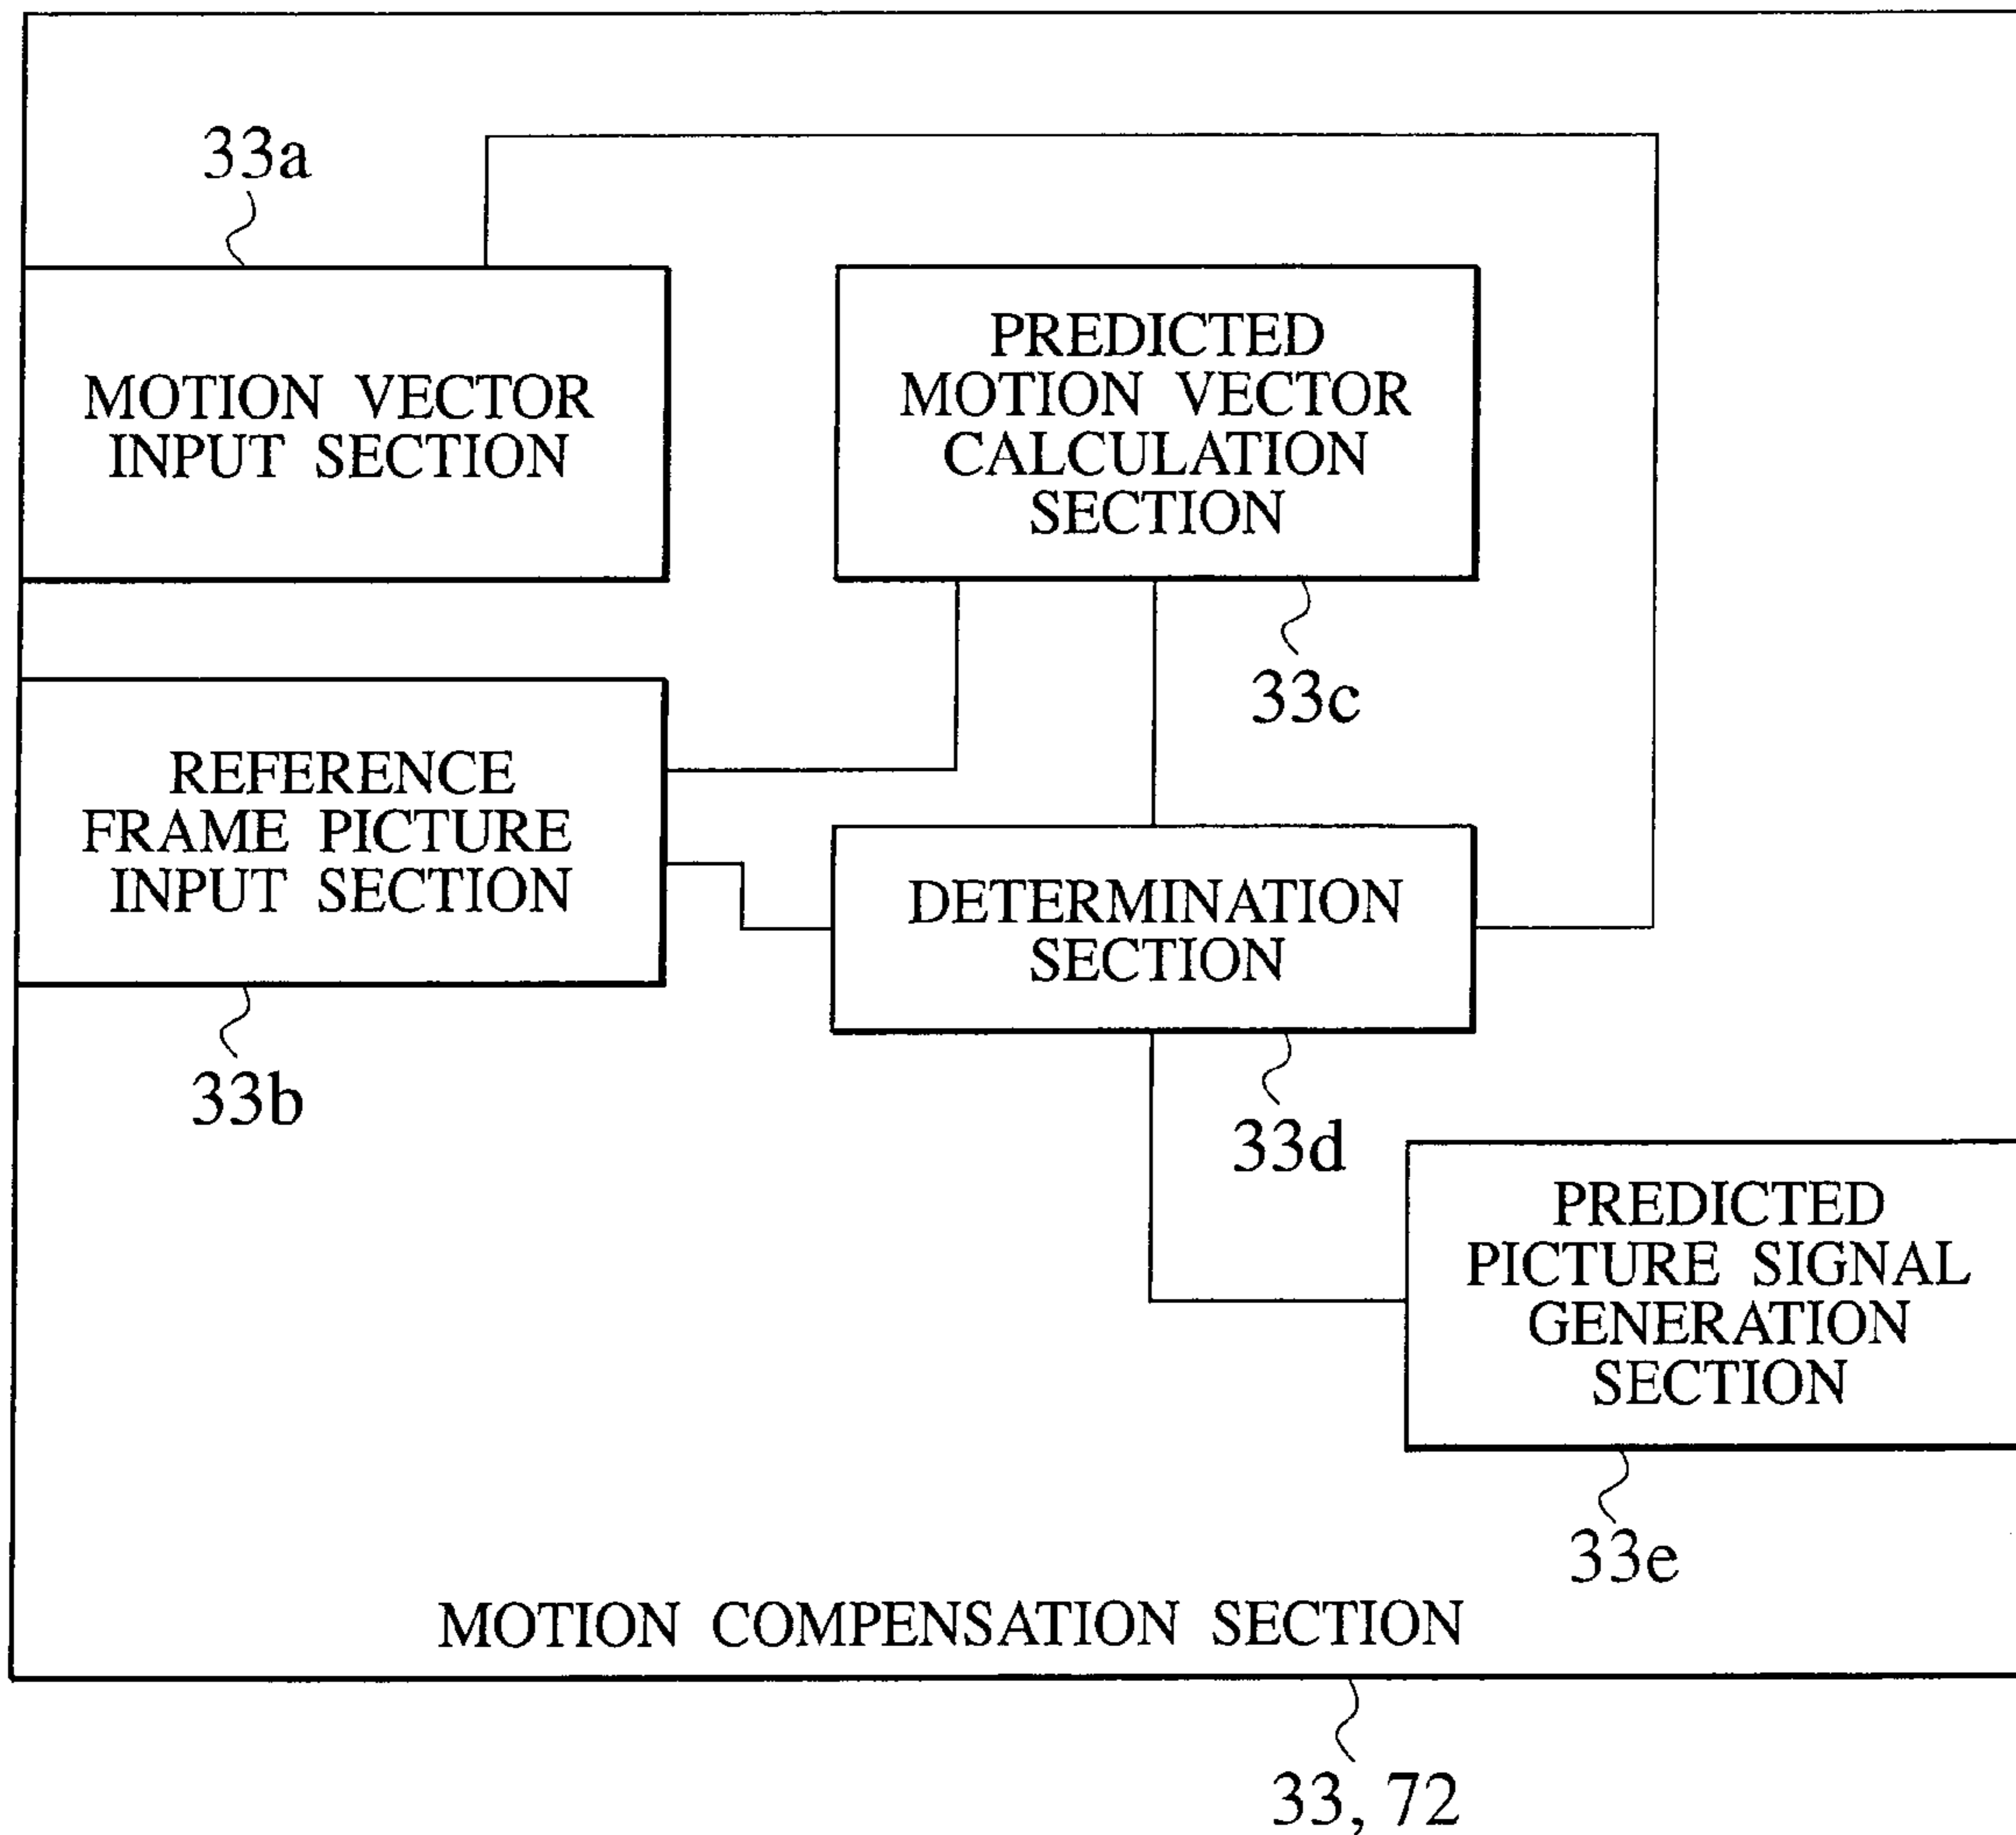 33a
MOTION VECTOR
INPUT SECTION
PREDICTED
MOTION VECTOR
CALCULATION
SECTION
33c
REFERENCE
FRAME PICTURE
INPUT SECTION
33b
DETERMINATION
SECTION
33d
PREDICTED
PICTURE SIGNAL
GENERATION
SECTION
33e
MOTION COMPENSATION SECTION
33, 72